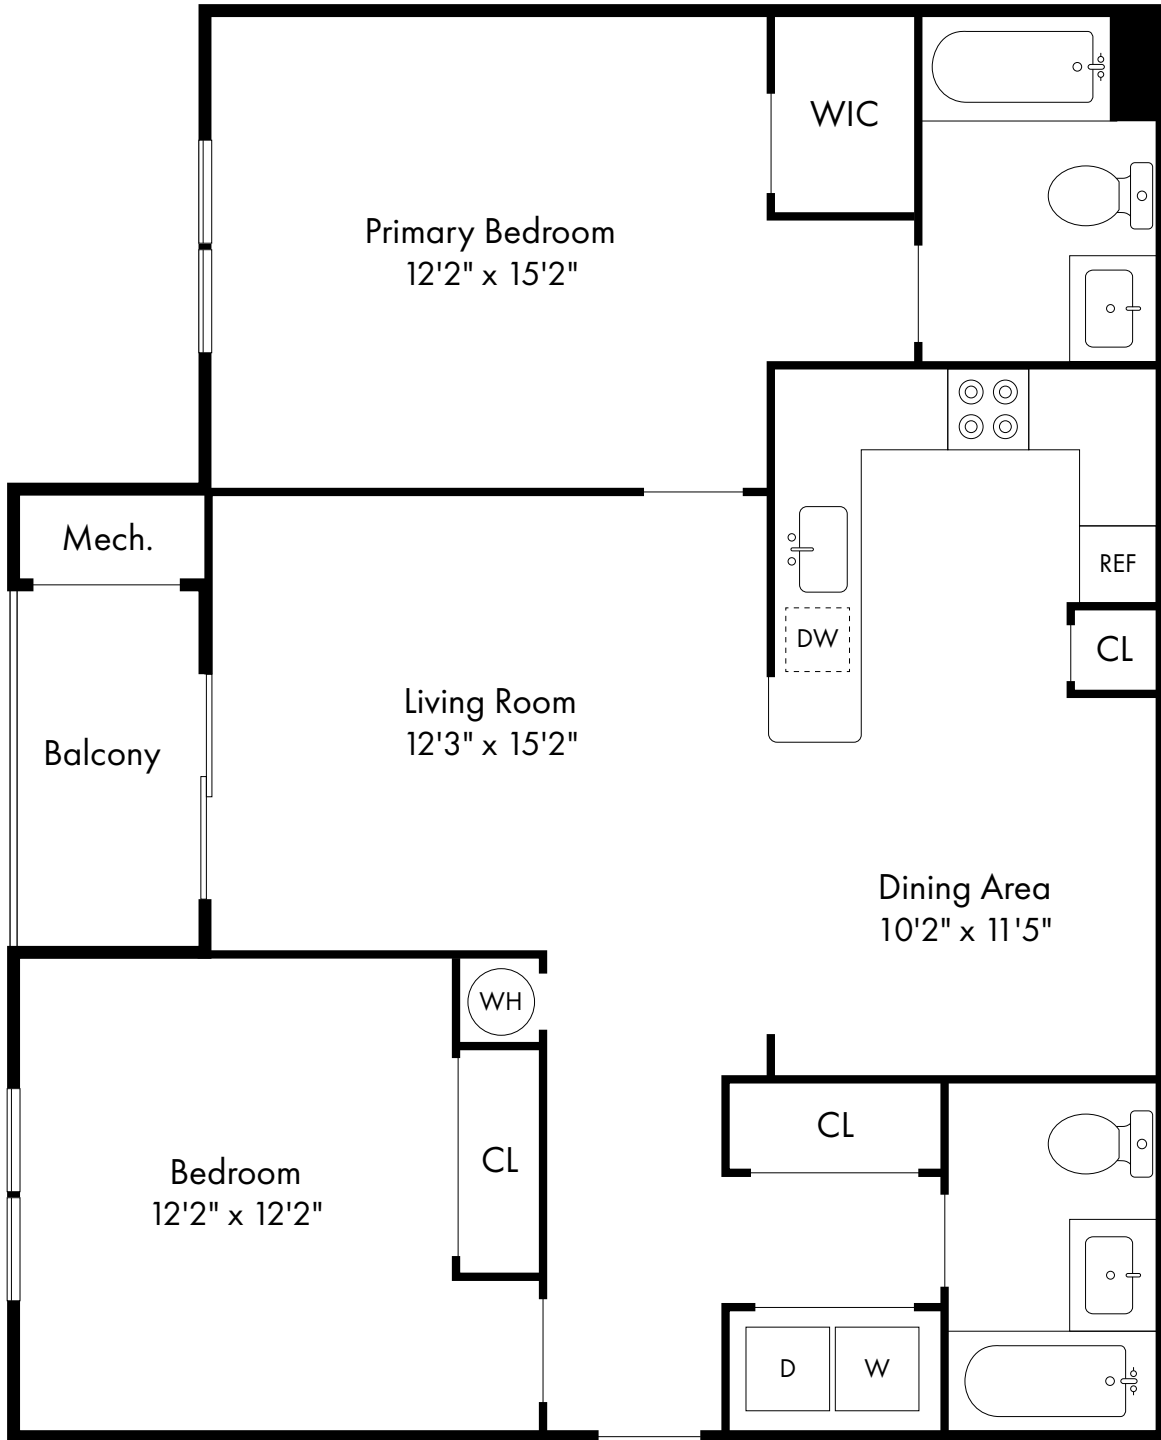 WIC
Primary Bedroom
12'2" x 15'2"
Mech.
REF
DW
CL
Living Room
12'3" x 15'2"
Balcony
Dining Area
10'2" x 11'5"
WH
CL
CL
Bedroom
12'2" x 12'2"
D
W